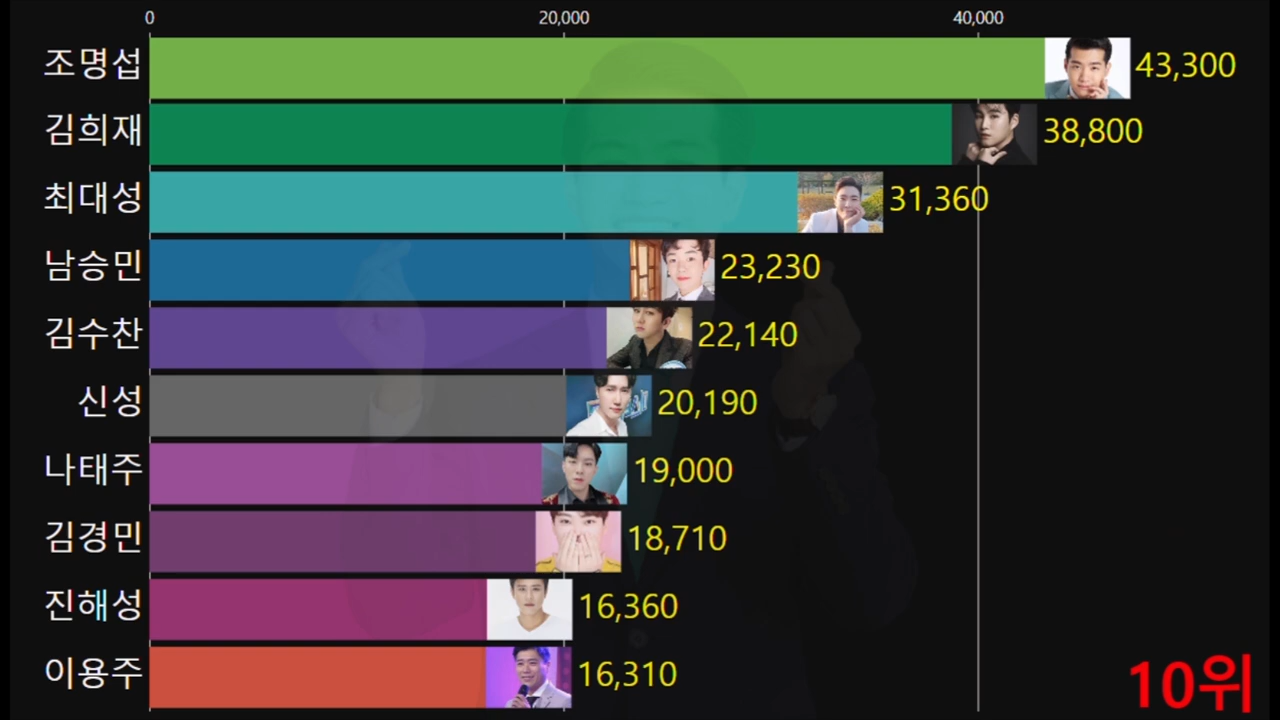 0 20,000 40,000
조명섭 43,300
김희재 38,800
최대성 31,360
남승민 23,230
김수찬 22,140
신성 20,190
나태주 19,000
김경민 18,710
진해성 16,360
이용주 16,310
10위